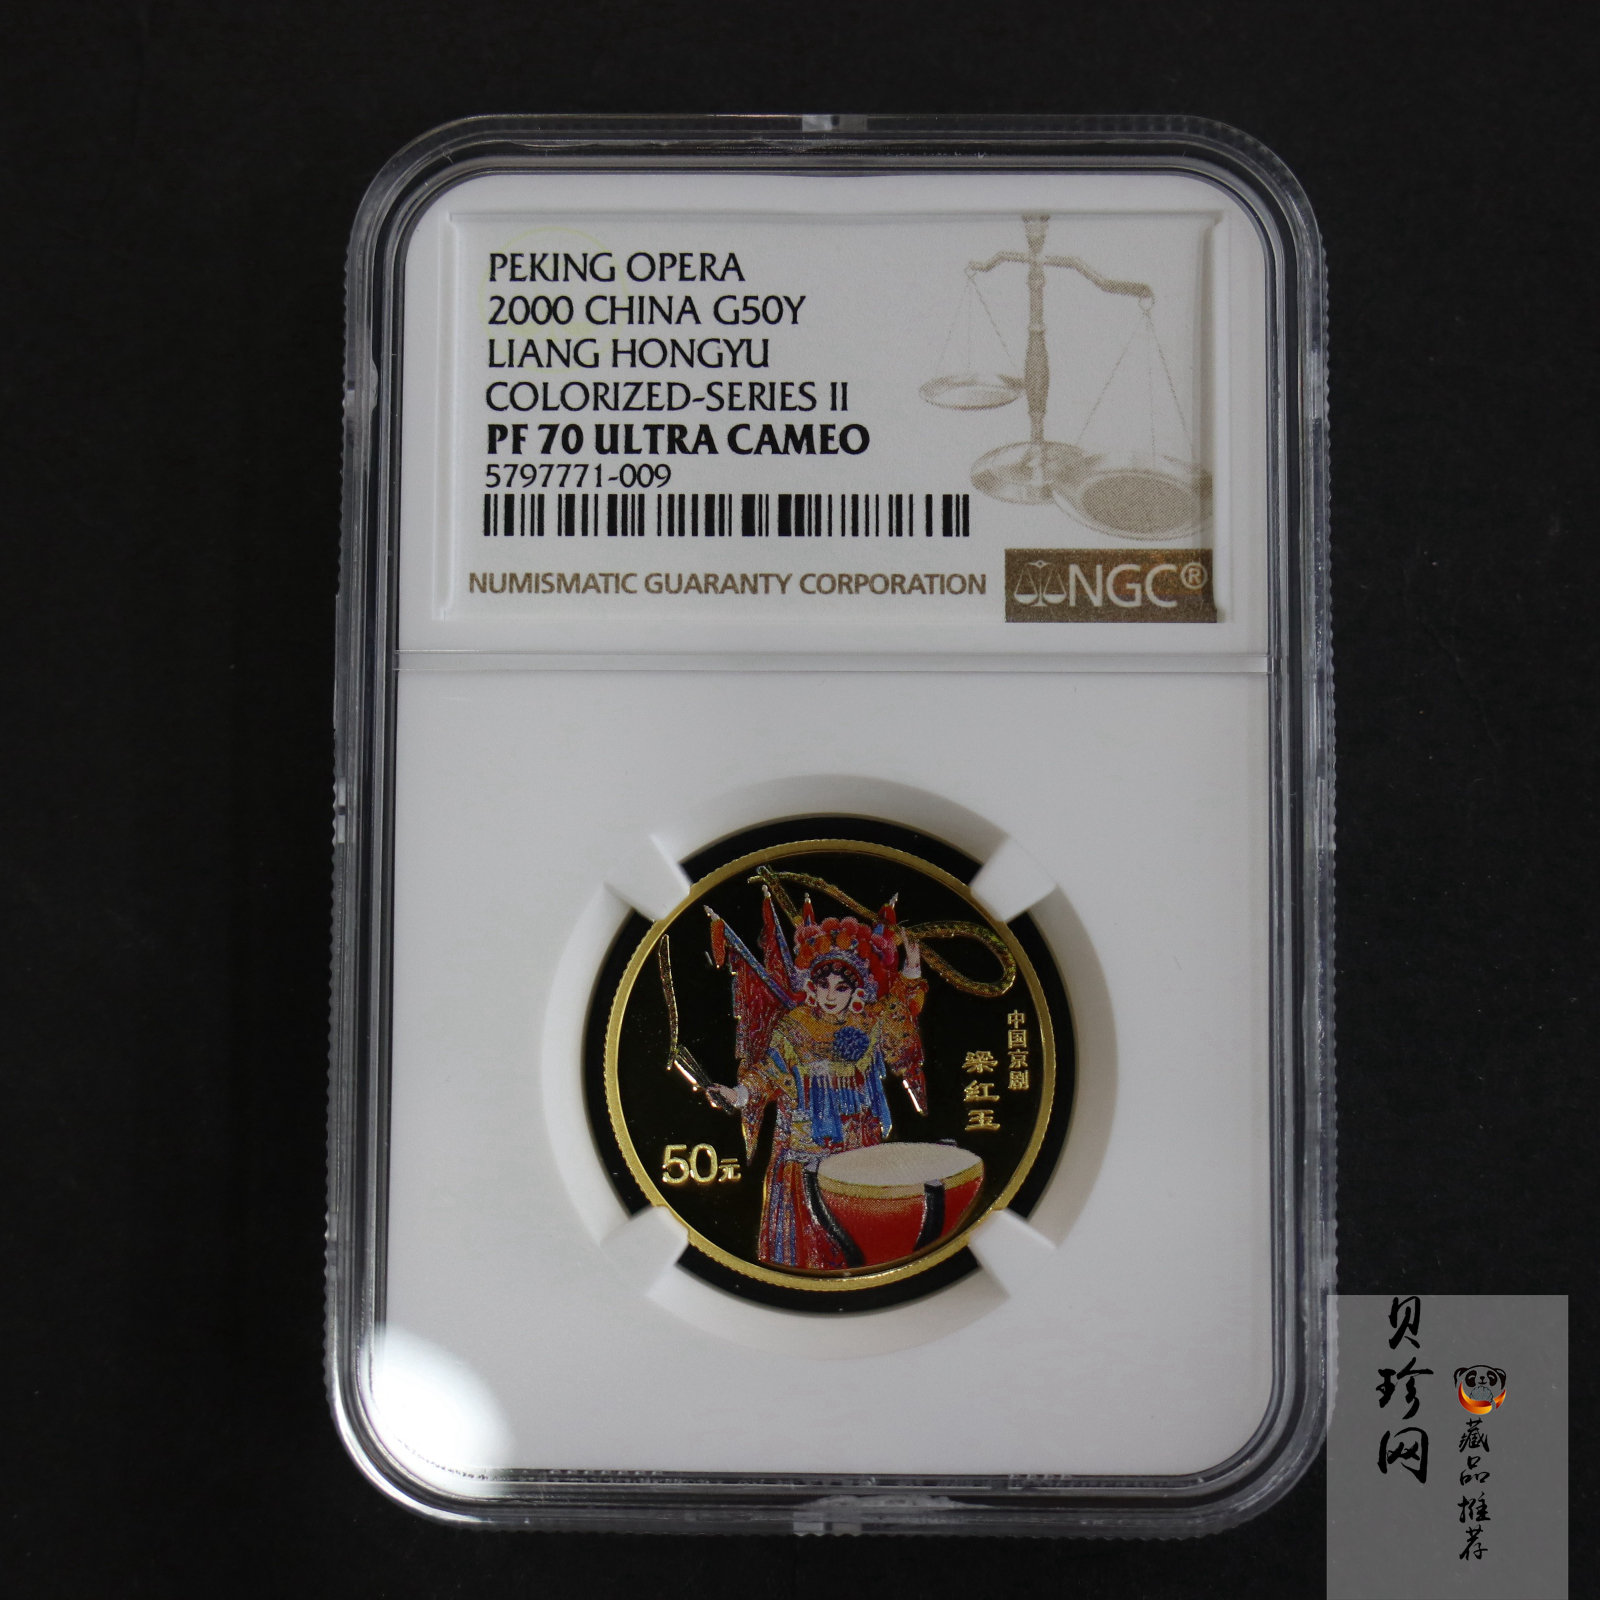 PEKING OPERA
2000 CHINA G50Y
LIANG HONGYU
COLORIZED-SERIES II
PF 70 ULTRA CAMEO
5797771-009
NUMISMATIC GUARANTY CORPORATION
NGC®
中国京剧
梁红玉
50元
贝珍网
藏品推荐